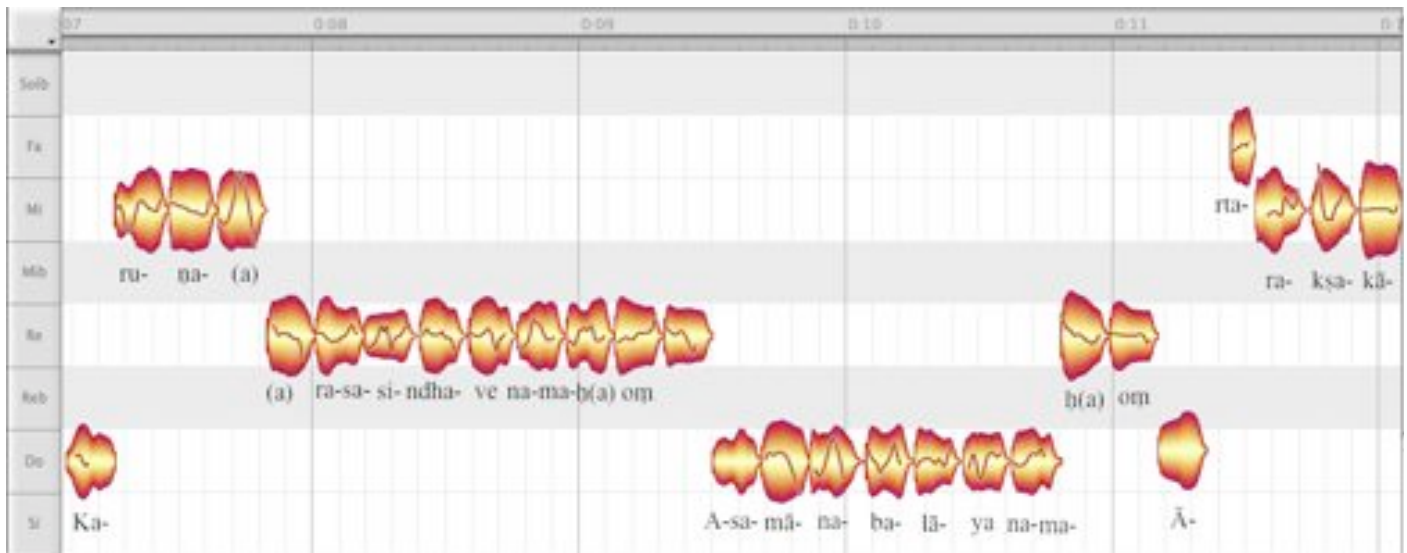 :07 0:08 0:09 0:10 0:11
Solb
Fa
Mi
rta-
Mib
ru- ṇa- (a)
ra- kṣa- kā-
Re
Reb
(a) ra-sa- si- ndha- ve na-ma-ḥ(a) oṃ
ḥ(a) oṃ
Do
Si
Ka-
A-sa- mā- na- ba- lā- ya na-ma-
Ā-